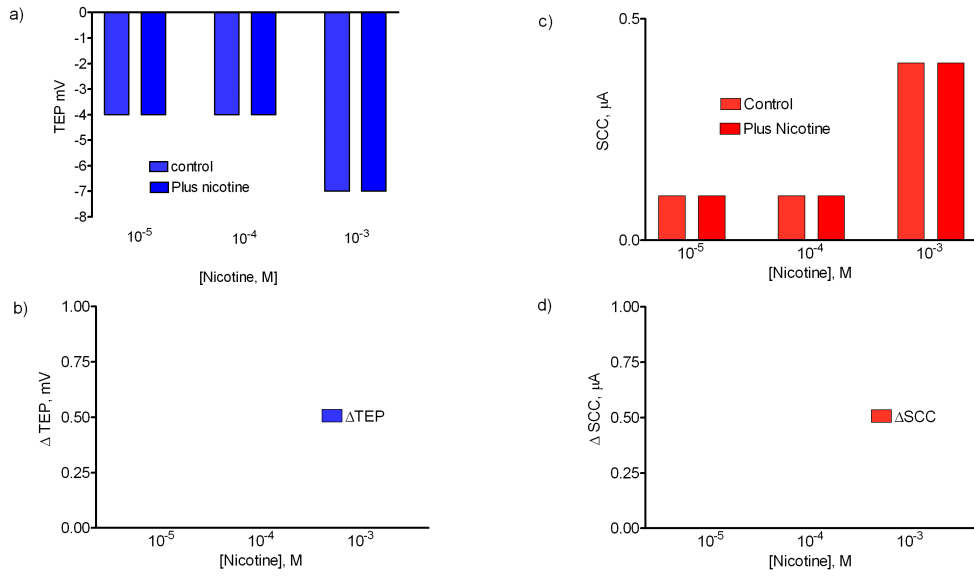 a)
0
-1
-2
-3
-4
-5
-6
-7
-8
TEP mV
control
Plus nicotine
10-5
10-4
10-3
[Nicotine, M]
c)
0.5
0.0
SCC, µA
Control
Plus Nicotine
10-5
10-4
10-3
[Nicotine], M
b)
1.00
0.75
0.50
0.25
0.00
Δ TEP, mV
ΔTEP
10-5
10-4
10-3
[Nicotine], M
d)
1.00
0.75
0.50
0.25
0.00
Δ SCC, µA
ΔSCC
10-5
10-4
10-3
[Nicotine], M